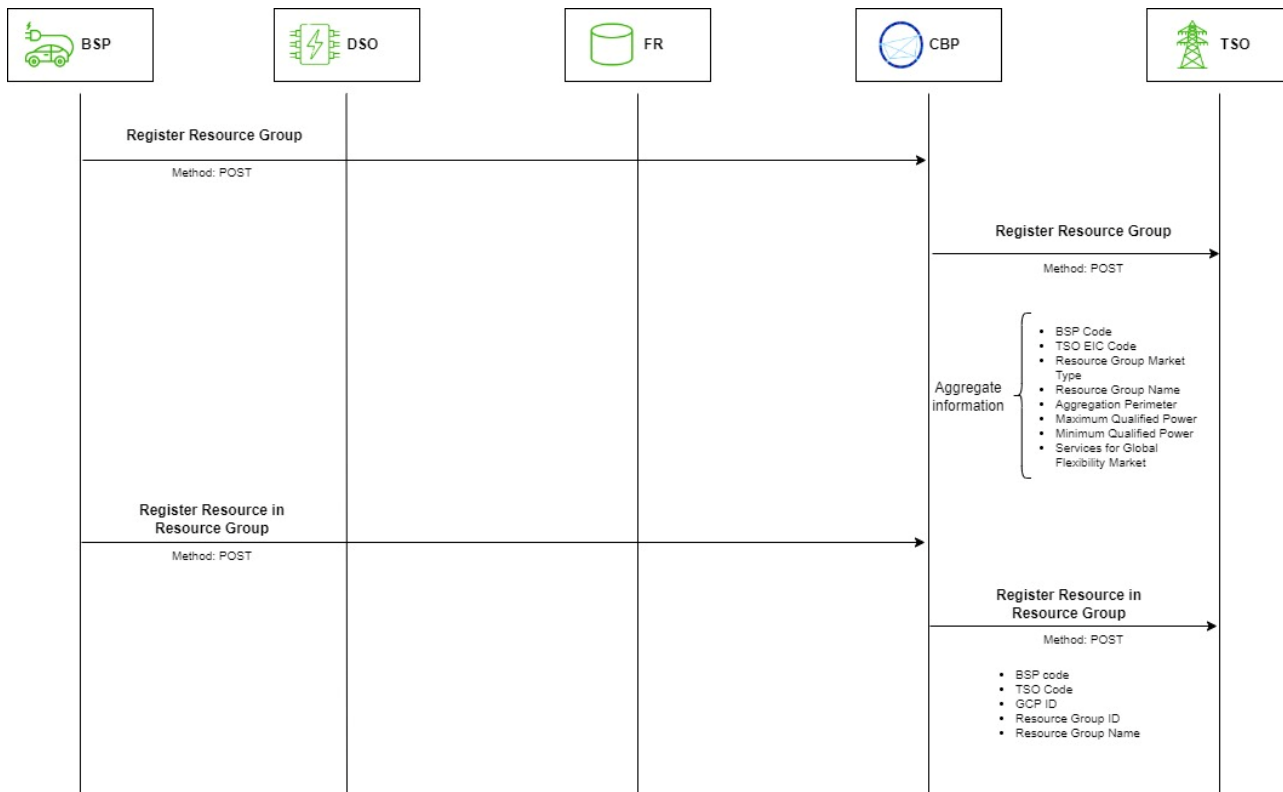 BSP
DSO
FR
CBP
TSO
Register Resource Group
Method: POST
Register Resource Group
Method: POST
Aggregate
information
• BSP Code
• TSO EIC Code
• Resource Group Market
Type
• Resource Group Name
• Aggregation Perimeter
• Maximum Qualified Power
• Minimum Qualified Power
• Services for Global
Flexibility Market
Register Resource in
Resource Group
Method: POST
Register Resource in
Resource Group
Method: POST
• BSP code
• TSO Code
• GCP ID
• Resource Group ID
• Resource Group Name